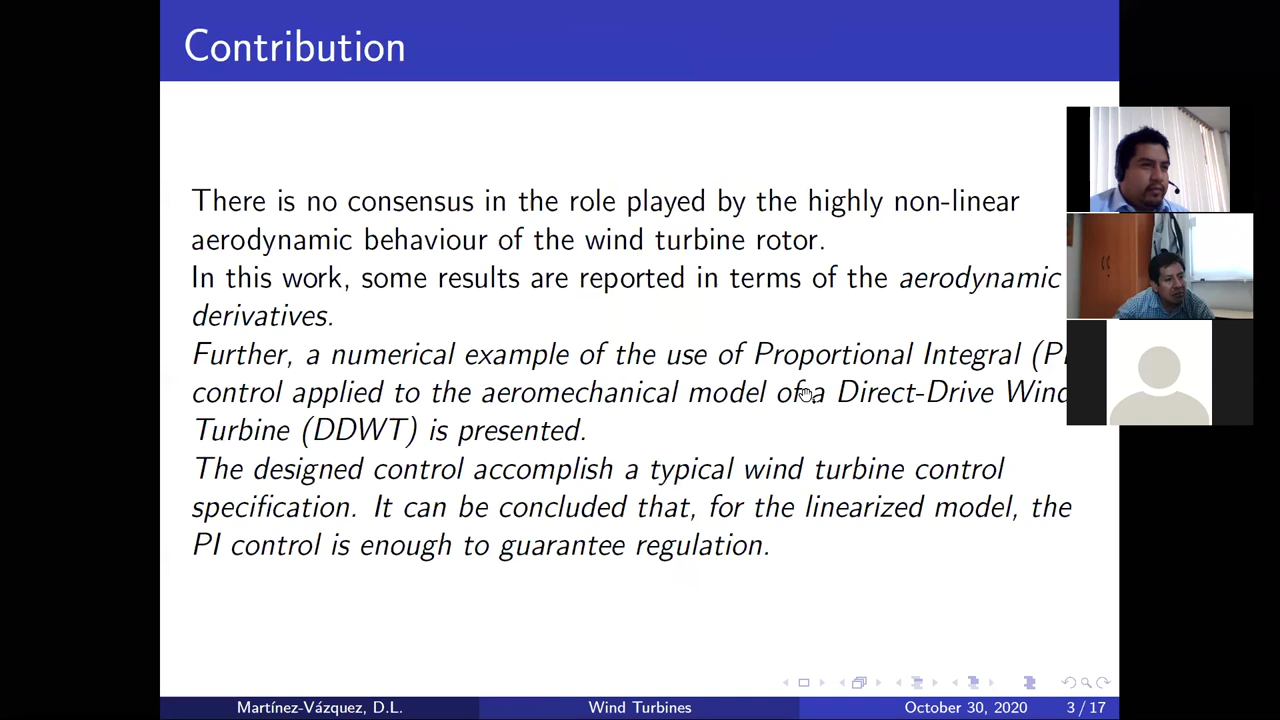 Contribution
There is no consensus in the role played by the highly non-linear
aerodynamic behaviour of the wind turbine rotor.
In this work, some results are reported in terms of the aerodynamic
derivatives.
Further, a numerical example of the use of Proportional Integral (PI
control applied to the aeromechanical model of a Direct-Drive Wind
Turbine (DDWT) is presented.
The designed control accomplish a typical wind turbine control
specification. It can be concluded that, for the linearized model, the
PI control is enough to guarantee regulation.
Martínez-Vázquez, D.L. Wind Turbines October 30, 2020 3 / 17